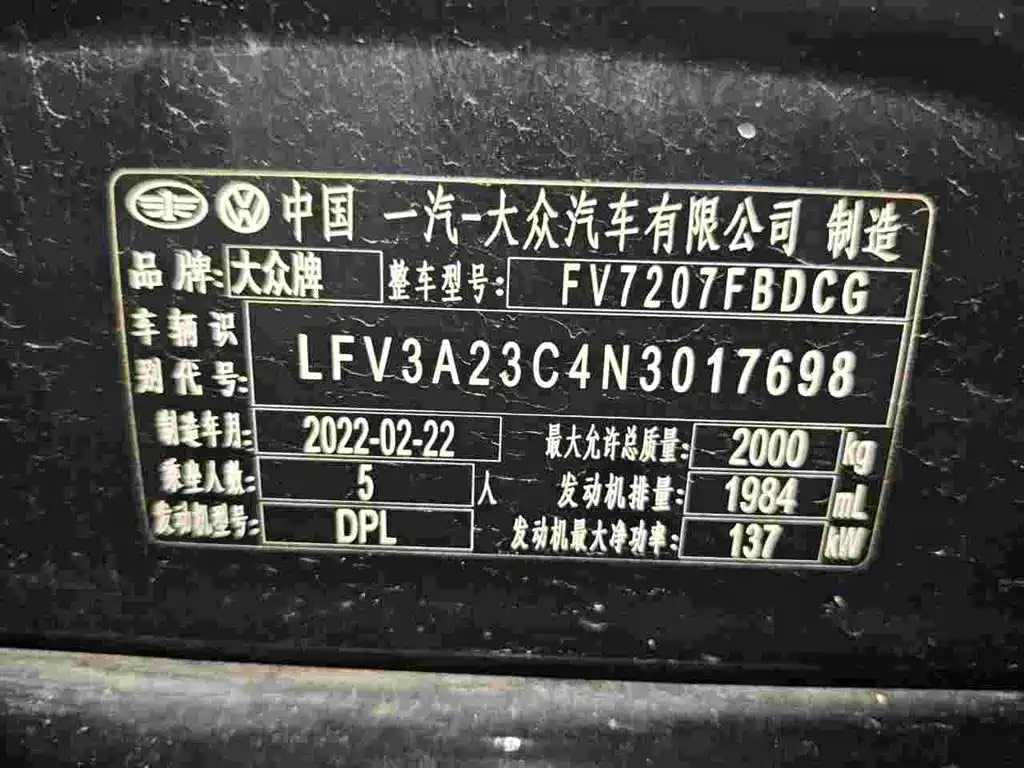 中国 一汽-大众汽车有限公司 制造
品牌: 大众牌 整车型号: FV7207FBDCG
车辆识别代号: LFV3A23C4N3017698
制造年月: 2022-02-22 最大允许总质量: 2000 kg
乘坐人数: 5 人 发动机排量: 1984 mL
发动机型号: DPL 发动机最大净功率: 137 kW